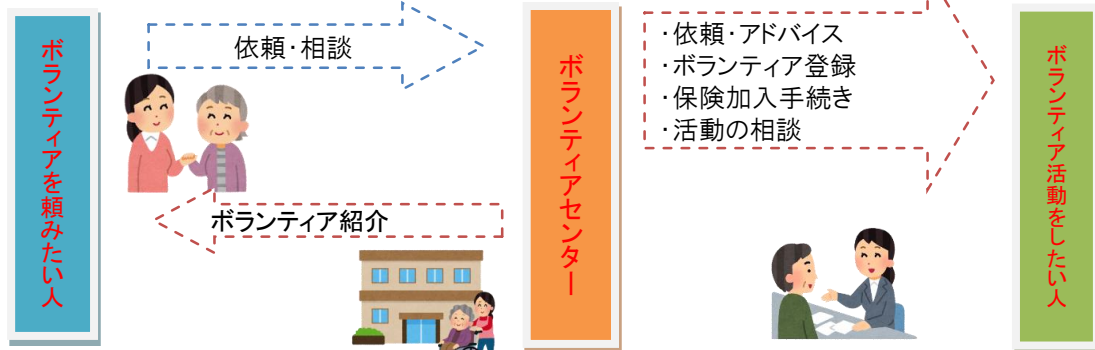 ボランティアを頼みたい人
依頼・相談
ボランティア紹介
ボランティアセンター
・依頼・アドバイス
・ボランティア登録
・保険加入手続き
・活動の相談
ボランティア活動をしたい人